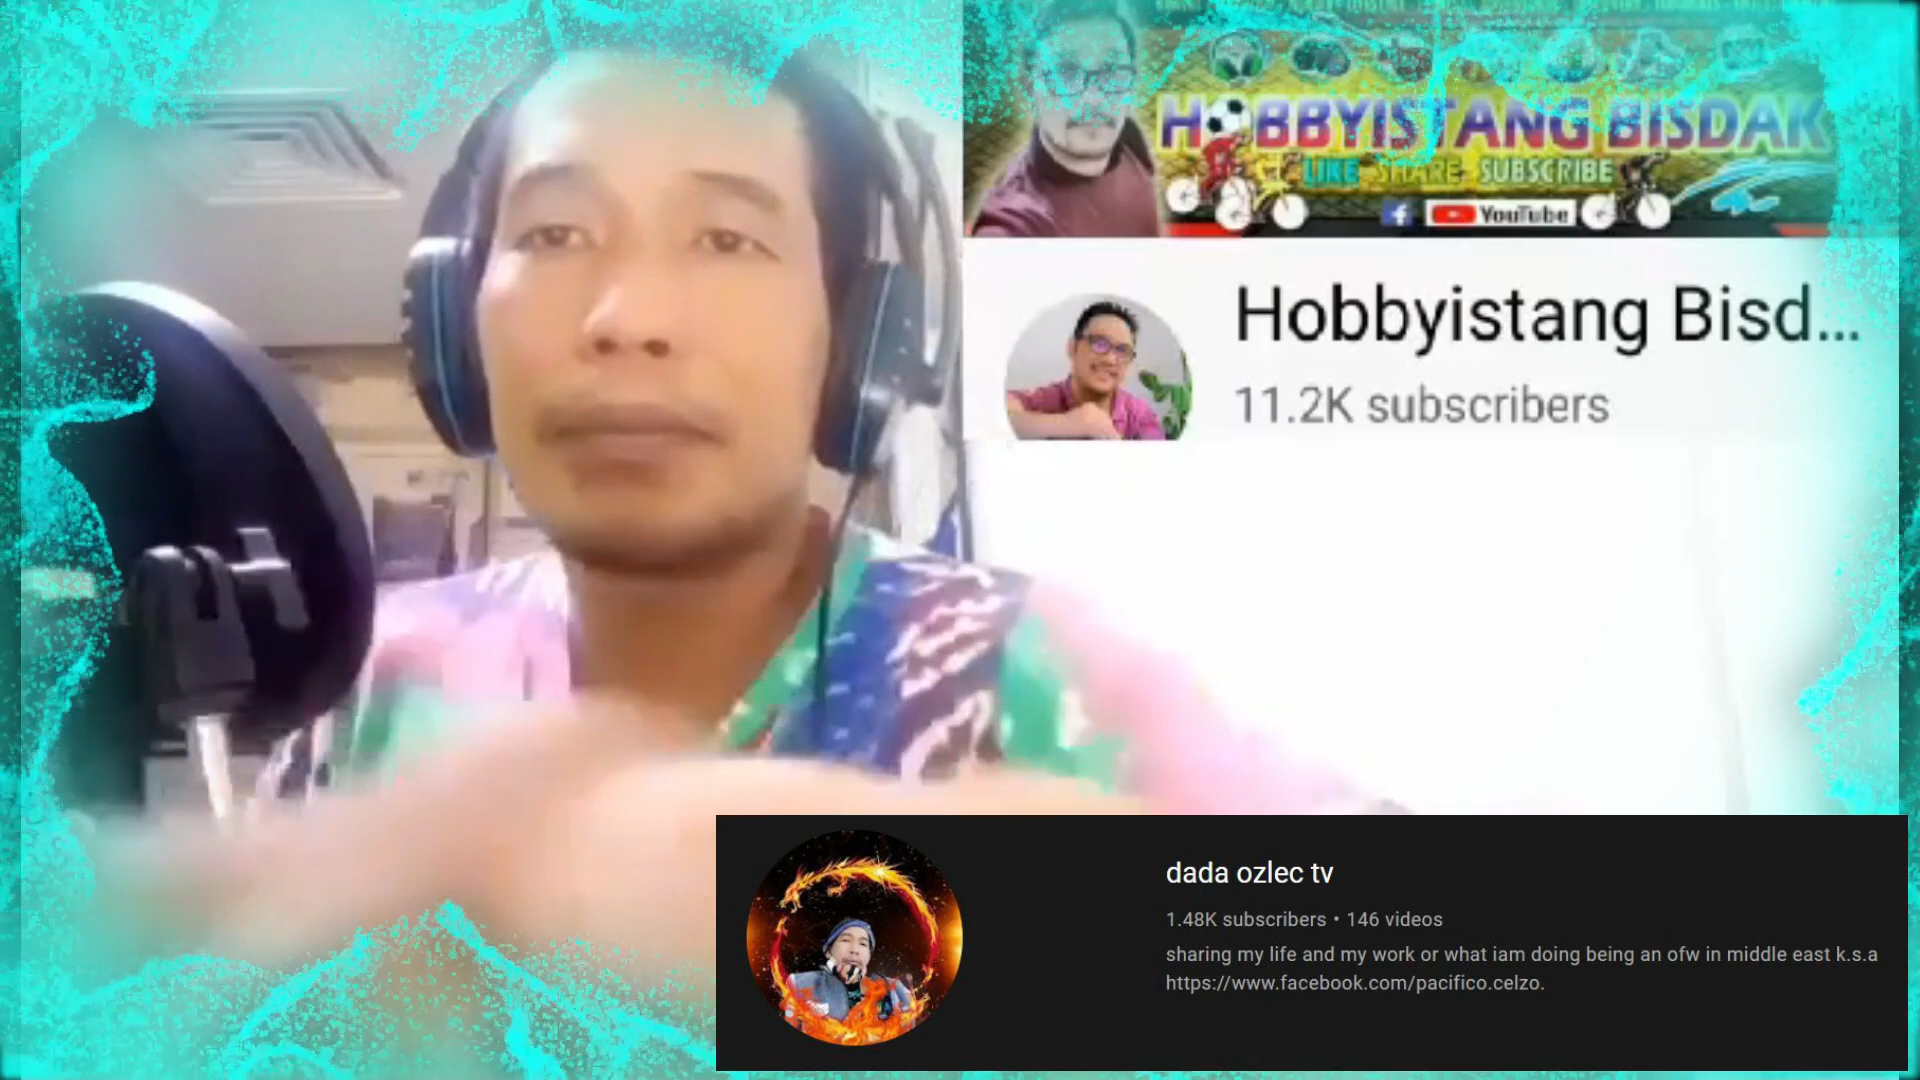 HOBBYISTANG BISDAK
LIKE SHARE SUBSCRIBE
YouTube
Hobbyistang Bisd...
11.2K subscribers
dada ozlec tv
1.48K subscribers • 146 videos
sharing my life and my work or what iam doing being an ofw in middle east k.s.a
https://www.facebook.com/pacifico.celzo.